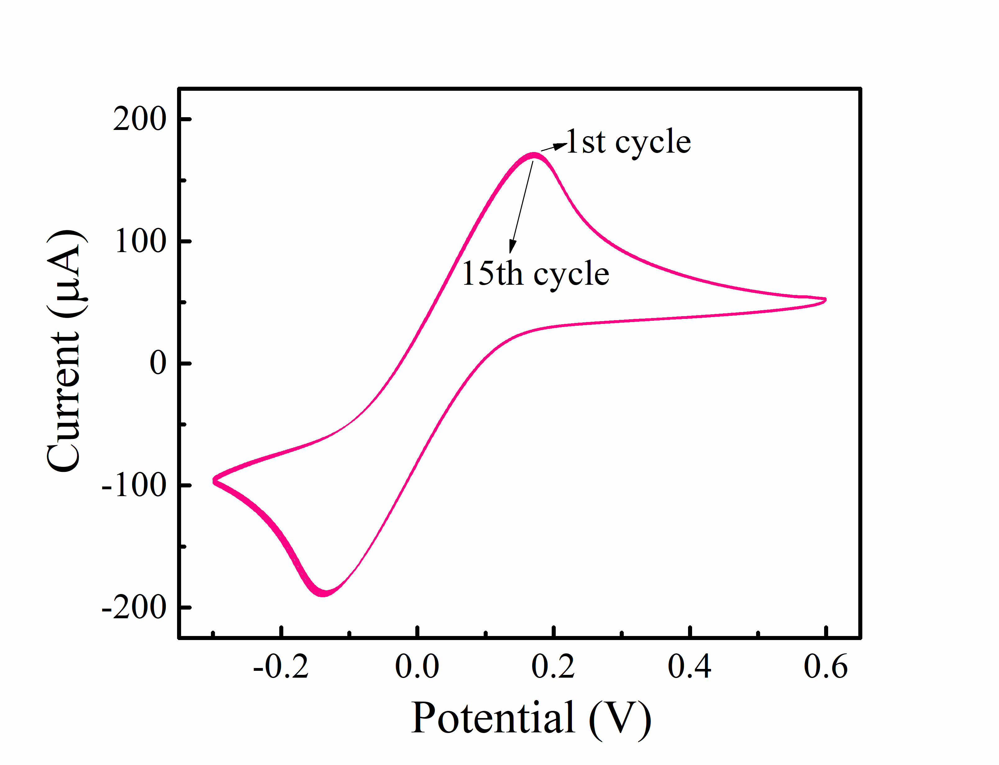 200
100
0
-100
-200
Current (μA)
1st cycle
15th cycle
-0.2 0.0 0.2 0.4 0.6
Potential (V)